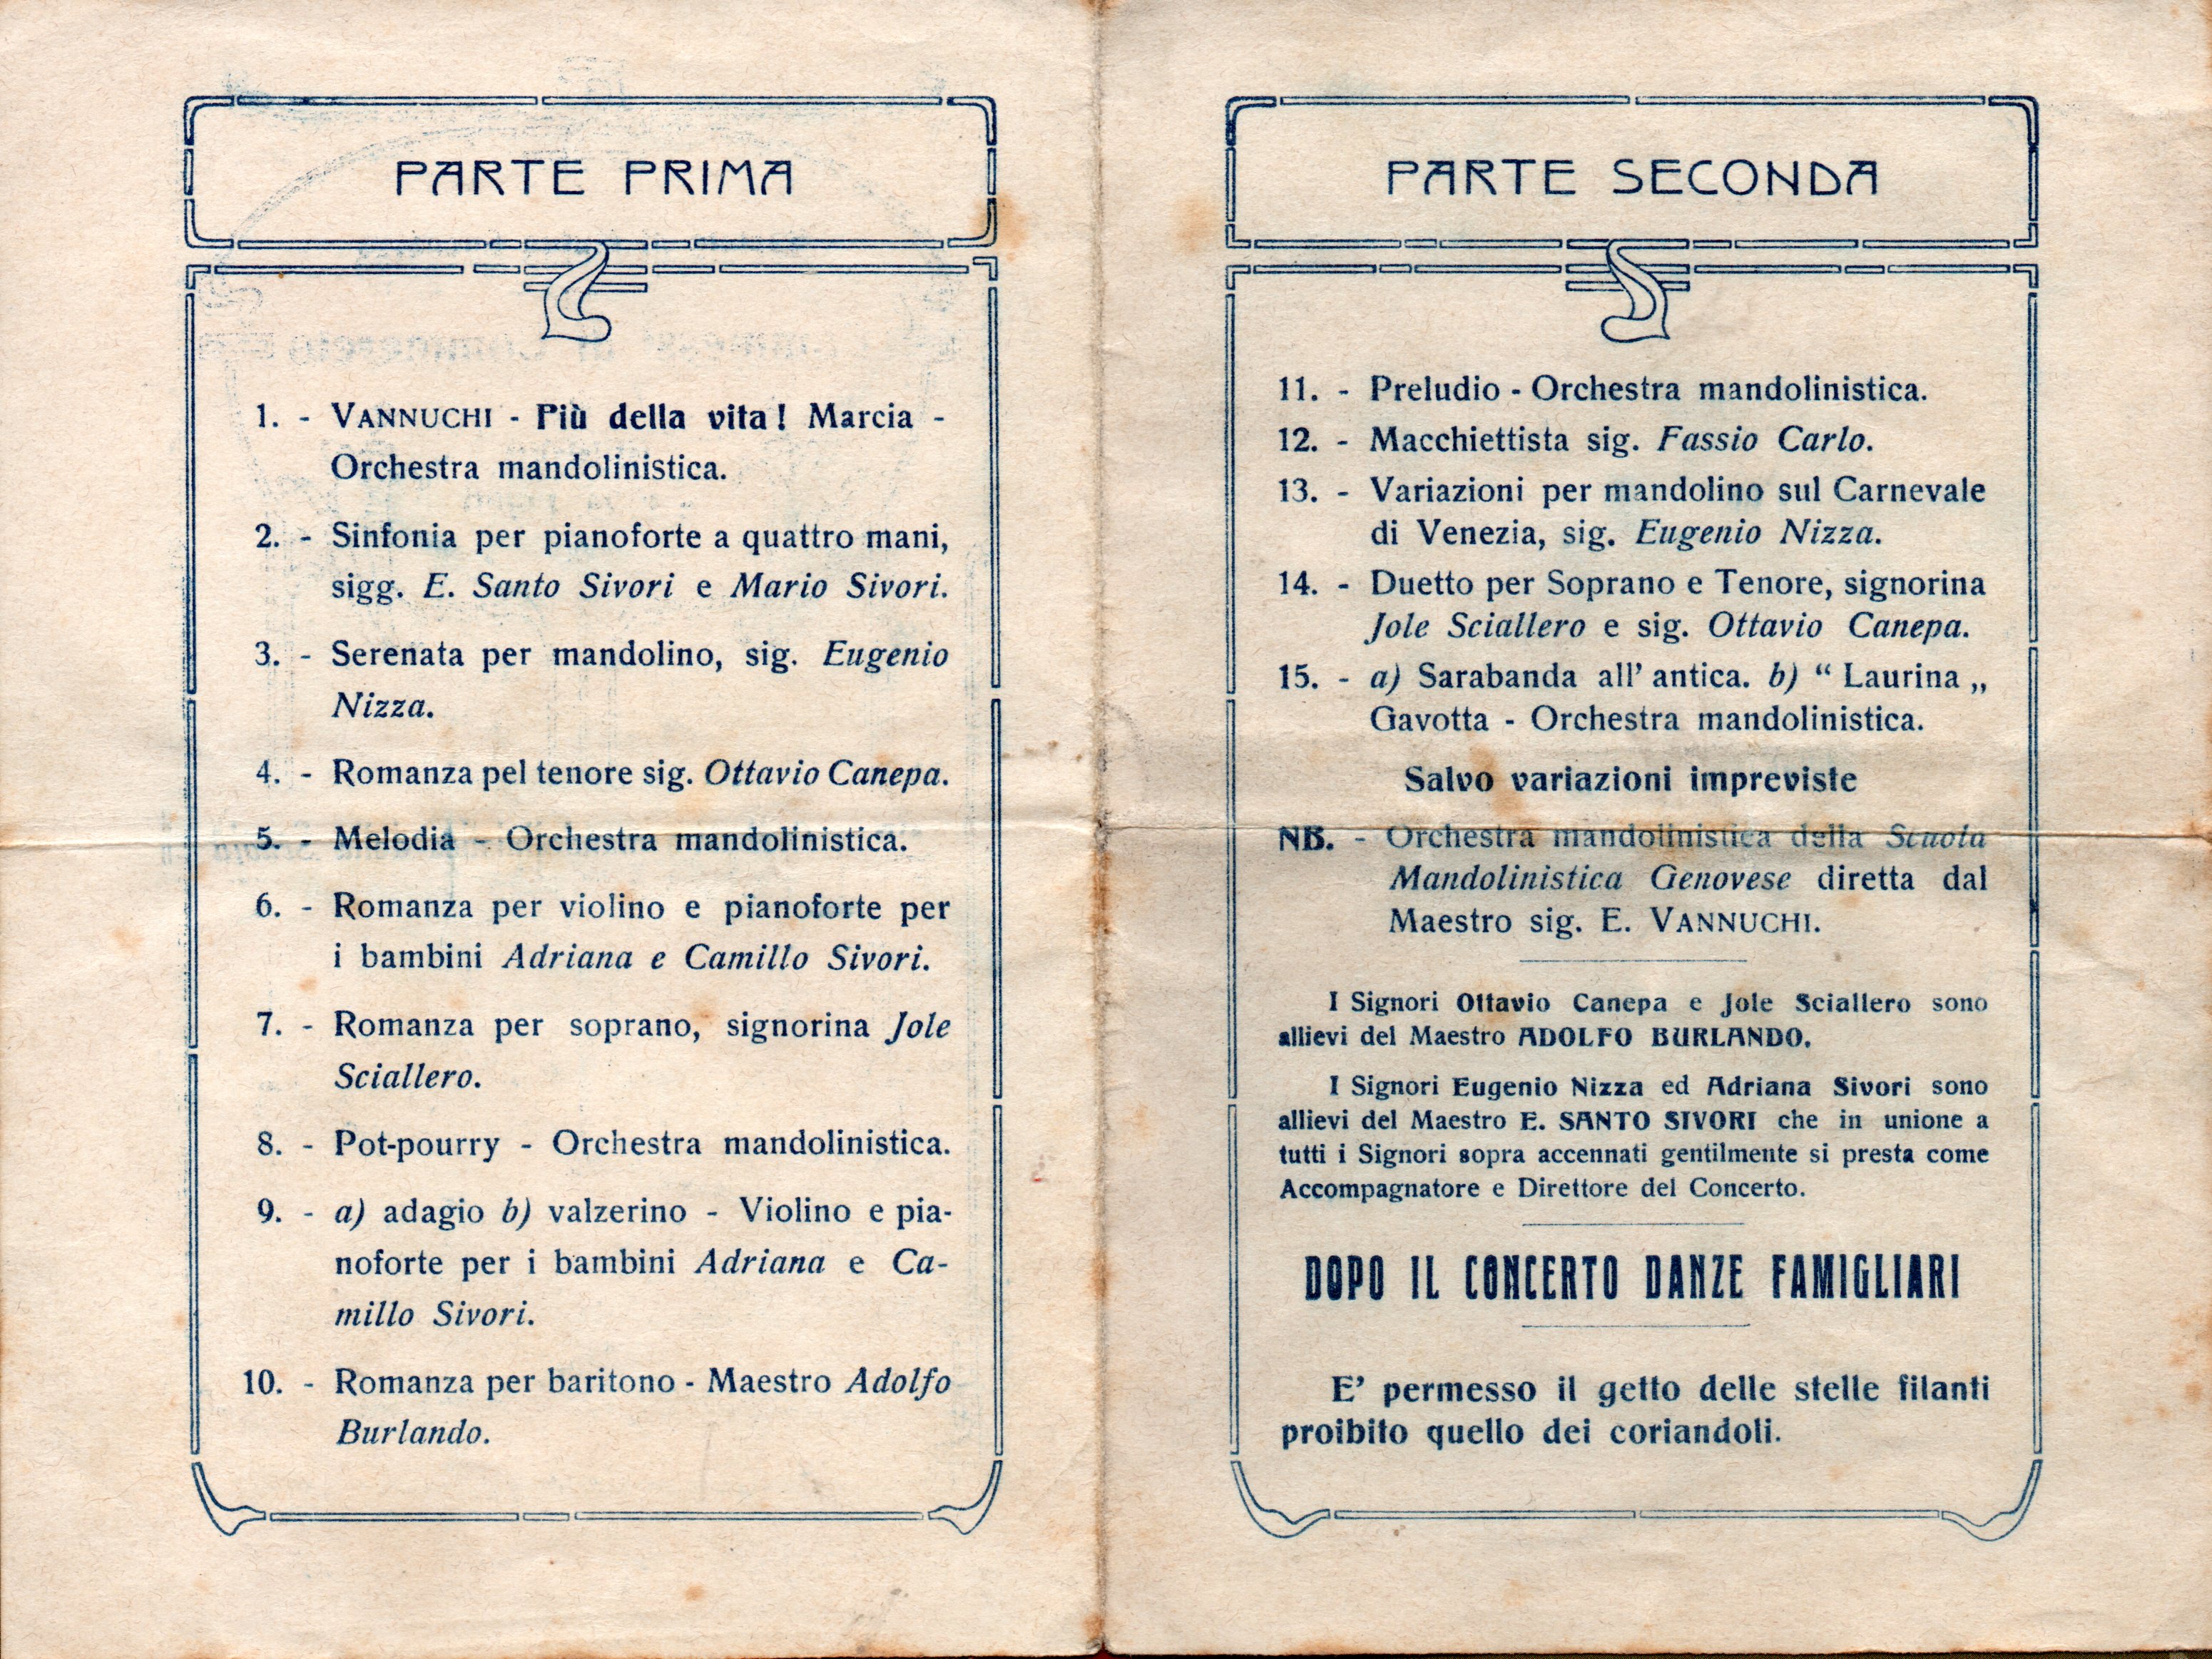 PARTE PRIMA
1. - VANNUCHI - Più della vita! Marcia -
Orchestra mandolinistica.
2. - Sinfonia per pianoforte a quattro mani,
sigg. E. Santo Sivori e Mario Sivori.
3. - Serenata per mandolino, sig. Eugenio
Nizza.
4. - Romanza pel tenore sig. Ottavio Canepa.
5. - Melodia - Orchestra mandolinistica.
6. - Romanza per violino e pianoforte per
i bambini Adriana e Camillo Sivori.
7. - Romanza per soprano, signorina Jole
Sciallero.
8. - Pot-pourry - Orchestra mandolinistica.
9. - a) adagio b) valzerino - Violino e pia-
noforte per i bambini Adriana e Ca-
millo Sivori.
10. - Romanza per baritono - Maestro Adolfo
Burlando.
PARTE SECONDA
11. - Preludio - Orchestra mandolinistica.
12. - Macchiettista sig. Fassio Carlo.
13. - Variazioni per mandolino sul Carnevale
di Venezia, sig. Eugenio Nizza.
14. - Duetto per Soprano e Tenore, signorina
Jole Sciallero e sig. Ottavio Canepa.
15. - a) Sarabanda all' antica. b) “ Laurina „
Gavotta - Orchestra mandolinistica.
Salvo variazioni impreviste
NB. - Orchestra mandolinistica della Scuola
Mandolinistica Genovese diretta dal
Maestro sig. E. VANNUCHI.
I Signori Ottavio Canepa e Jole Sciallero sono
allievi del Maestro ADOLFO BURLANDO.
I Signori Eugenio Nizza ed Adriana Sivori sono
allievi del Maestro E. SANTO SIVORI che in unione a
tutti i Signori sopra accennati gentilmente si presta come
Accompagnatore e Direttore del Concerto.
DOPO IL CONCERTO DANZE FAMIGLIARI
E' permesso il getto delle stelle filanti
proibito quello dei coriandoli.